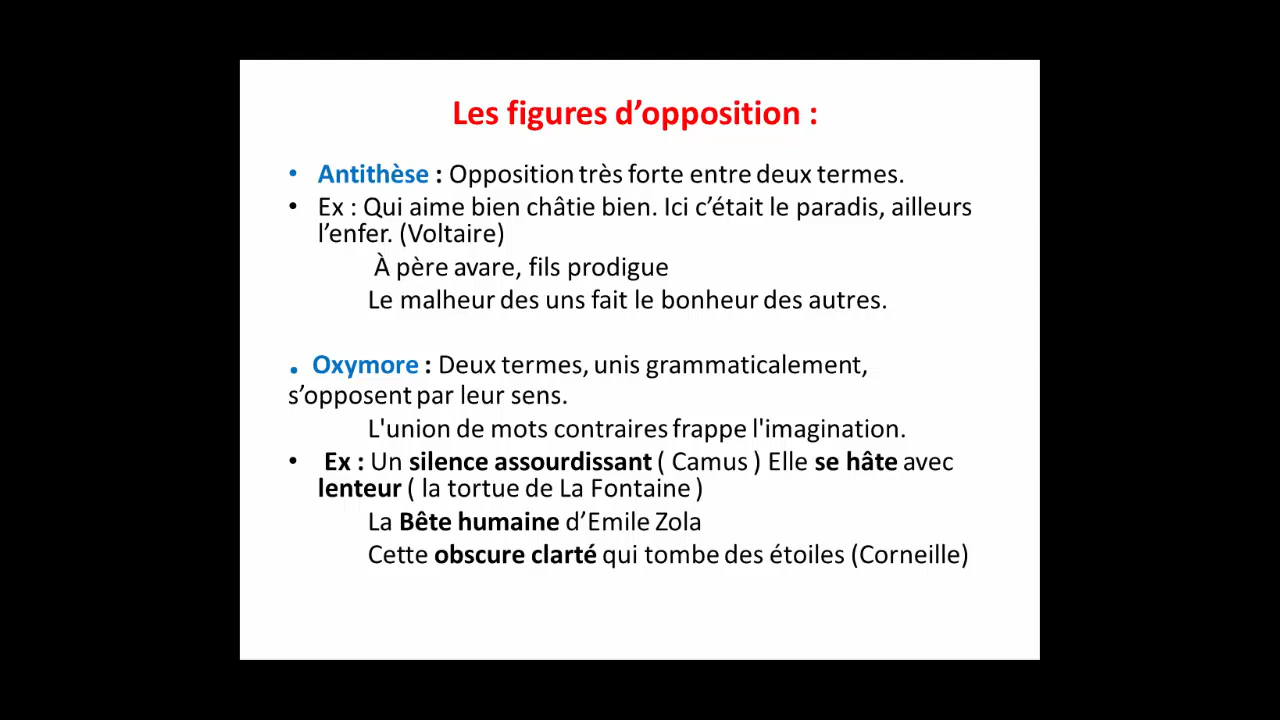 Les figures d’opposition :
• Antithèse : Opposition très forte entre deux termes.
• Ex : Qui aime bien châtie bien. Ici c’était le paradis, ailleurs
l’enfer. (Voltaire)
À père avare, fils prodigue
Le malheur des uns fait le bonheur des autres.
. Oxymore : Deux termes, unis grammaticalement,
s’opposent par leur sens.
L'union de mots contraires frappe l'imagination.
• Ex : Un silence assourdissant ( Camus ) Elle se hâte avec
lenteur ( la tortue de La Fontaine )
La Bête humaine d’Emile Zola
Cette obscure clarté qui tombe des étoiles (Corneille)